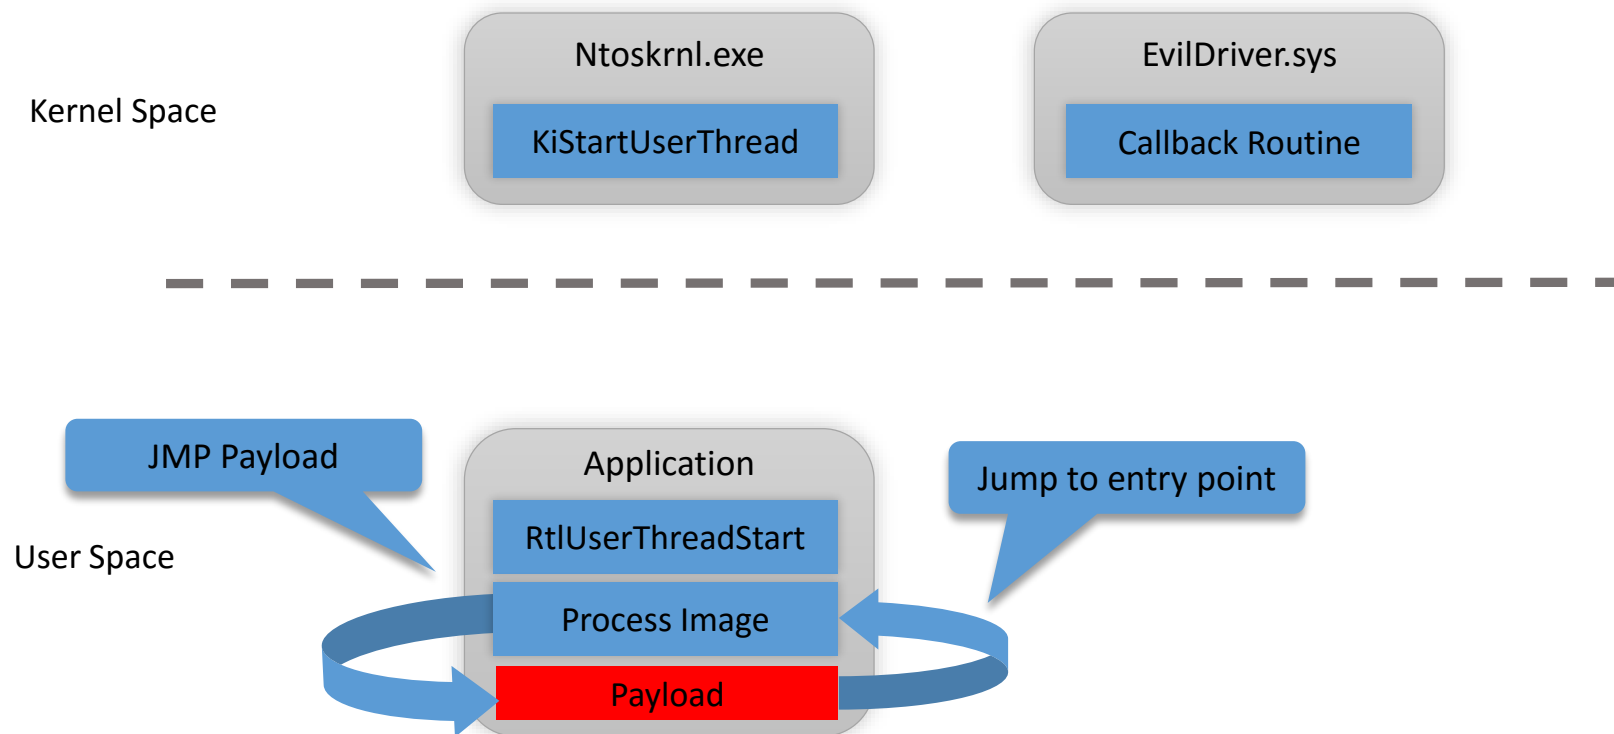 Ntoskrnl.exe
EvilDriver.sys
Kernel Space
KiStartUserThread
Callback Routine
JMP Payload
Application
Jump to entry point
RtlUserThreadStart
User Space
Process Image
Payload